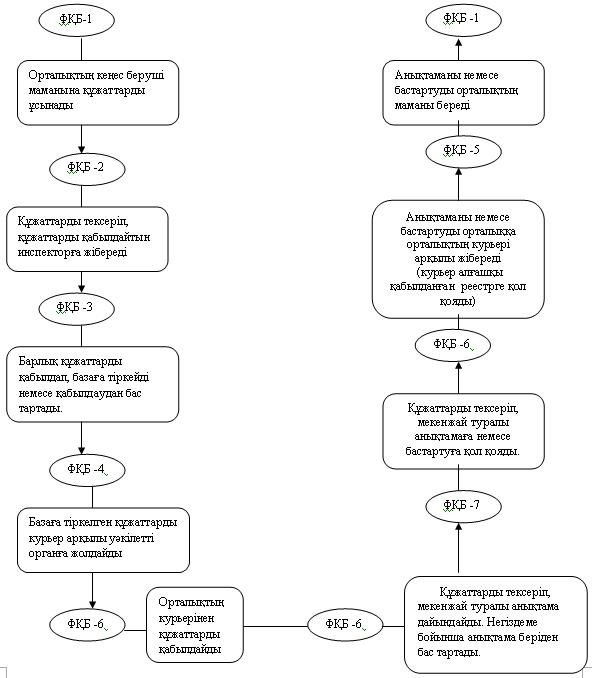 ФҚБ-1
Орталықтың кеңес беруші
маманына құжаттарды
ұсынады
ФҚБ -2
Құжаттарды тексеріп,
құжаттарды қабылдайтын
инспекторға жібереді
ФҚБ -3
Барлық құжаттарды
қабылдап, базаға тіркейді
немесе қабылдаудан бас
тартады.
ФҚБ -4
Базаға тіркелген құжаттарды
курьер арқылы уәкілетті
органға жолдайды
ФҚБ -6
Орталықтың
курьерінен
құжаттарды
қабылдайды
ФҚБ -6
Құжаттарды тексеріп,
мекенжай туралы анықтама
дайындайды. Негіздеме
бойынша анықтама беріден
бас тартады.
ФҚБ -7
Құжаттарды тексеріп,
мекенжай туралы
анықтамаға немесе
бастартуға қол қояды.
ФҚБ -6
Анықтаманы немесе
бастартуды орталыққа
орталықтың курьері
арқылы жібереді
(курьер алғашқы
қабылданған реестрге қол
қояды)
ФҚБ -5
Анықтаманы немесе
бастартуды орталықтың
маманы береді
ФҚБ -1